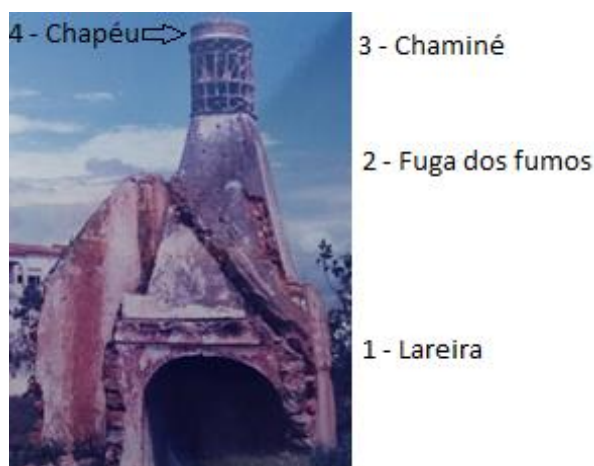 4 - Chapéu
3 - Chaminé
2 - Fuga dos fumos
1 - Lareira